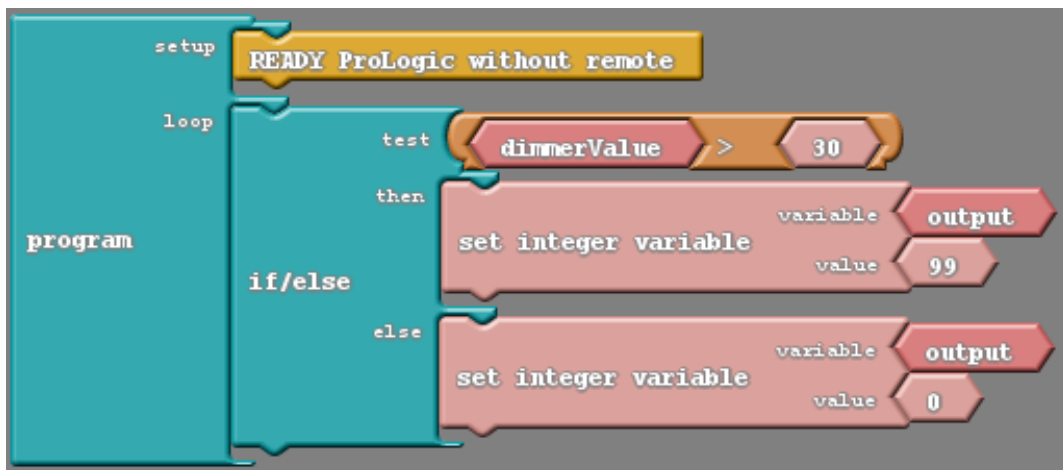 setup
READY ProLogic without remote
loop
test
dimmerValue > 30
then
variable output
set integer variable
value 99
program
if/else
else
variable output
set integer variable
value 0